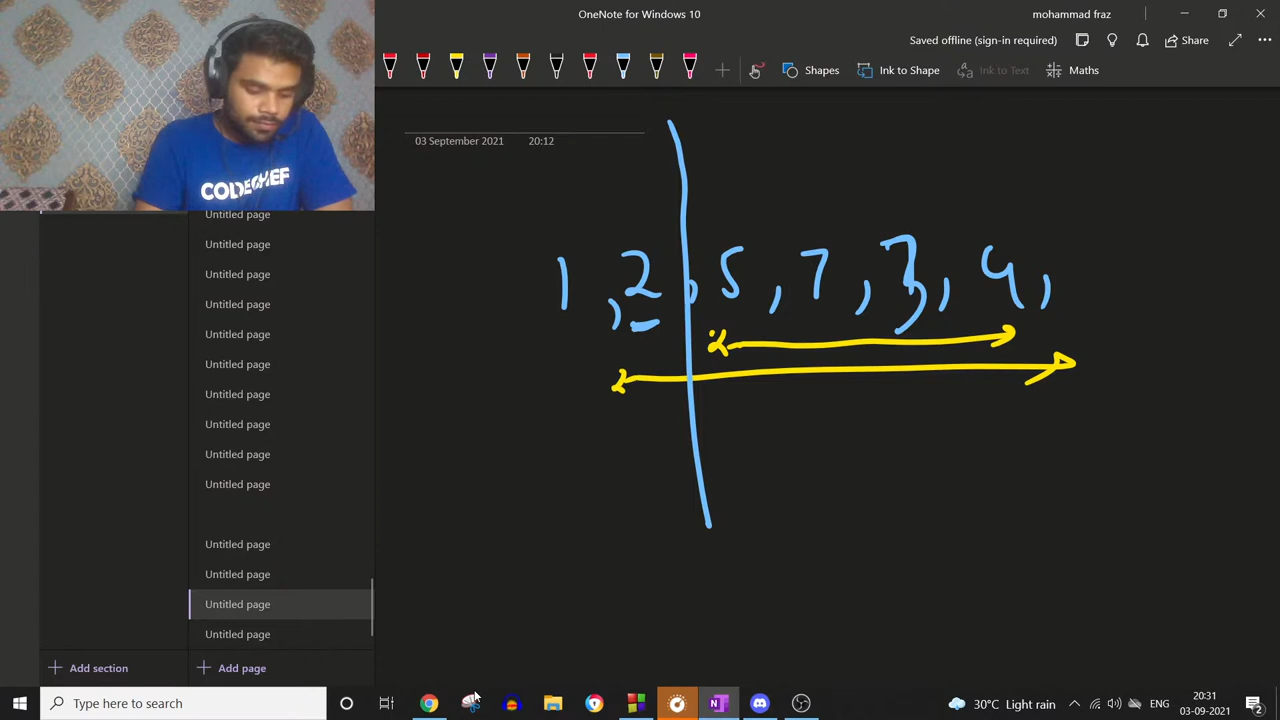 OneNote for Windows 10
mohammad fraz
Saved offline (sign-in required)
Share
Shapes
Ink to Shape
Ink to Text
Maths
CODECHEF
03 September 2021 20:12
1 , 2 , 5 , 7 , 3 , 4 ,
Untitled page
Untitled page
Untitled page
Untitled page
Untitled page
Untitled page
Untitled page
Untitled page
Untitled page
Untitled page
Untitled page
Untitled page
Untitled page
Untitled page
Add section
Add page
Type here to search
30°C Light rain
ENG
20:31
03-09-2021
2